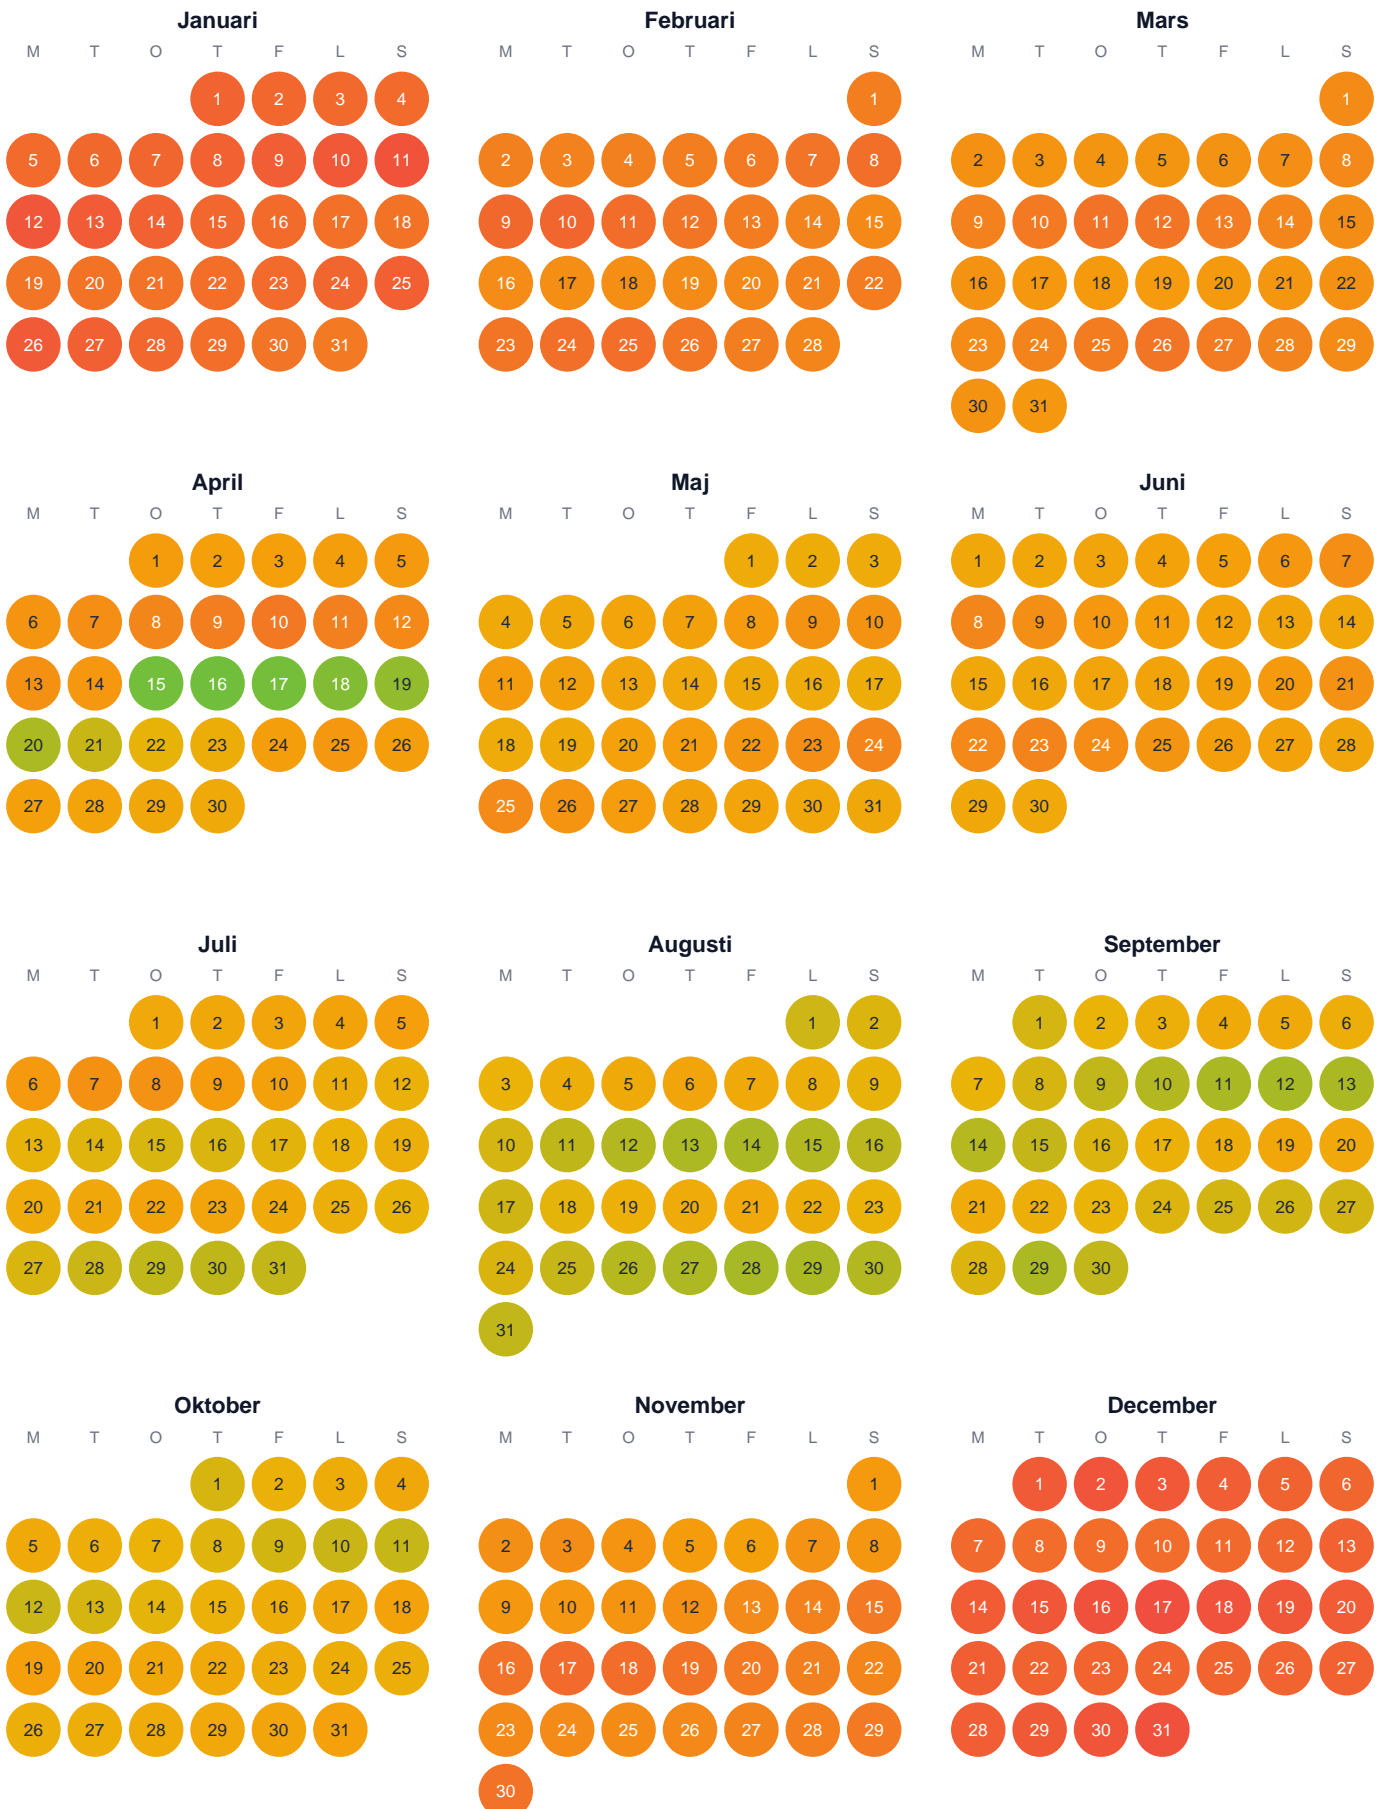 Januari
M T O T F L S
1 2 3 4
5 6 7 8 9 10 11
12 13 14 15 16 17 18
19 20 21 22 23 24 25
26 27 28 29 30 31
Februari
M T O T F L S
1
2 3 4 5 6 7 8
9 10 11 12 13 14 15
16 17 18 19 20 21 22
23 24 25 26 27 28
Mars
M T O T F L S
1
2 3 4 5 6 7 8
9 10 11 12 13 14 15
16 17 18 19 20 21 22
23 24 25 26 27 28 29
30 31
April
M T O T F L S
1 2 3 4 5
6 7 8 9 10 11 12
13 14 15 16 17 18 19
20 21 22 23 24 25 26
27 28 29 30
Maj
M T O T F L S
1 2 3
4 5 6 7 8 9 10
11 12 13 14 15 16 17
18 19 20 21 22 23 24
25 26 27 28 29 30 31
Juni
M T O T F L S
1 2 3 4 5 6 7
8 9 10 11 12 13 14
15 16 17 18 19 20 21
22 23 24 25 26 27 28
29 30
Juli
M T O T F L S
1 2 3 4 5
6 7 8 9 10 11 12
13 14 15 16 17 18 19
20 21 22 23 24 25 26
27 28 29 30 31
Augusti
M T O T F L S
1 2
3 4 5 6 7 8 9
10 11 12 13 14 15 16
17 18 19 20 21 22 23
24 25 26 27 28 29 30
31
September
M T O T F L S
1 2 3 4 5 6
7 8 9 10 11 12 13
14 15 16 17 18 19 20
21 22 23 24 25 26 27
28 29 30
Oktober
M T O T F L S
1 2 3 4
5 6 7 8 9 10 11
12 13 14 15 16 17 18
19 20 21 22 23 24 25
26 27 28 29 30 31
November
M T O T F L S
1
2 3 4 5 6 7 8
9 10 11 12 13 14 15
16 17 18 19 20 21 22
23 24 25 26 27 28 29
30
December
M T O T F L S
1 2 3 4 5 6
7 8 9 10 11 12 13
14 15 16 17 18 19 20
21 22 23 24 25 26 27
28 29 30 31